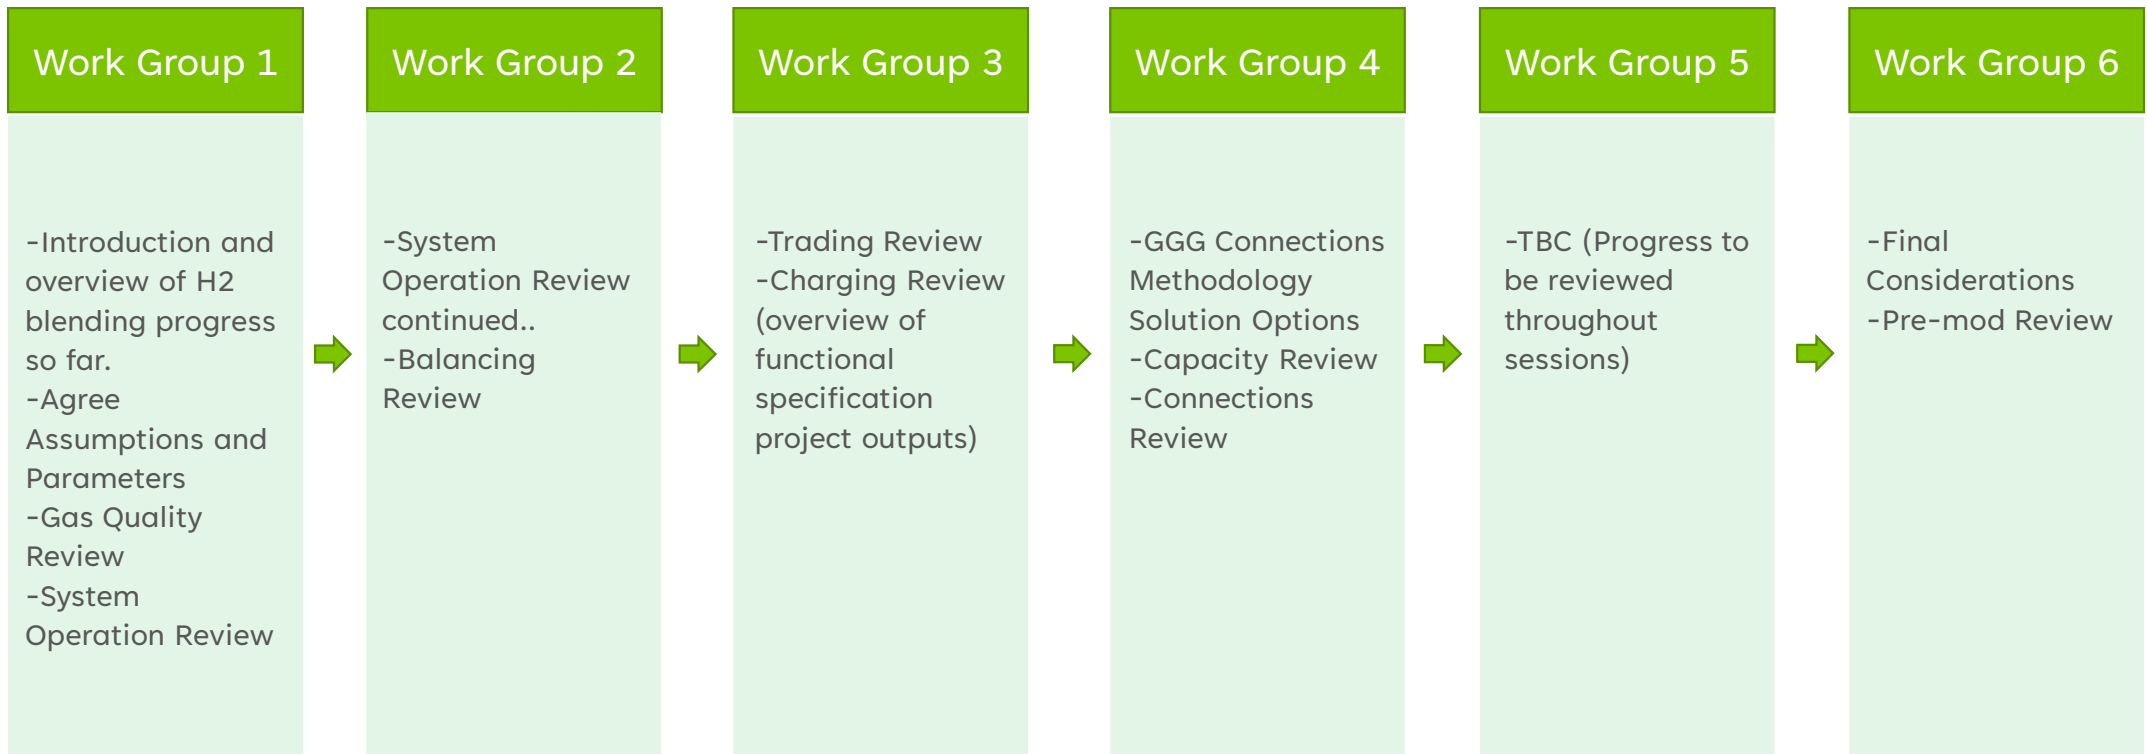 Work Group 1
-Introduction and
overview of H2
blending progress
so far.
-Agree
Assumptions and
Parameters
-Gas Quality
Review
-System
Operation Review
Work Group 2
-System
Operation Review
continued..
-Balancing
Review
Work Group 3
-Trading Review
-Charging Review
(overview of
functional
specification
project outputs)
Work Group 4
-GGG Connections
Methodology
Solution Options
-Capacity Review
-Connections
Review
Work Group 5
-TBC (Progress to
be reviewed
throughout
sessions)
Work Group 6
-Final
Considerations
-Pre-mod Review